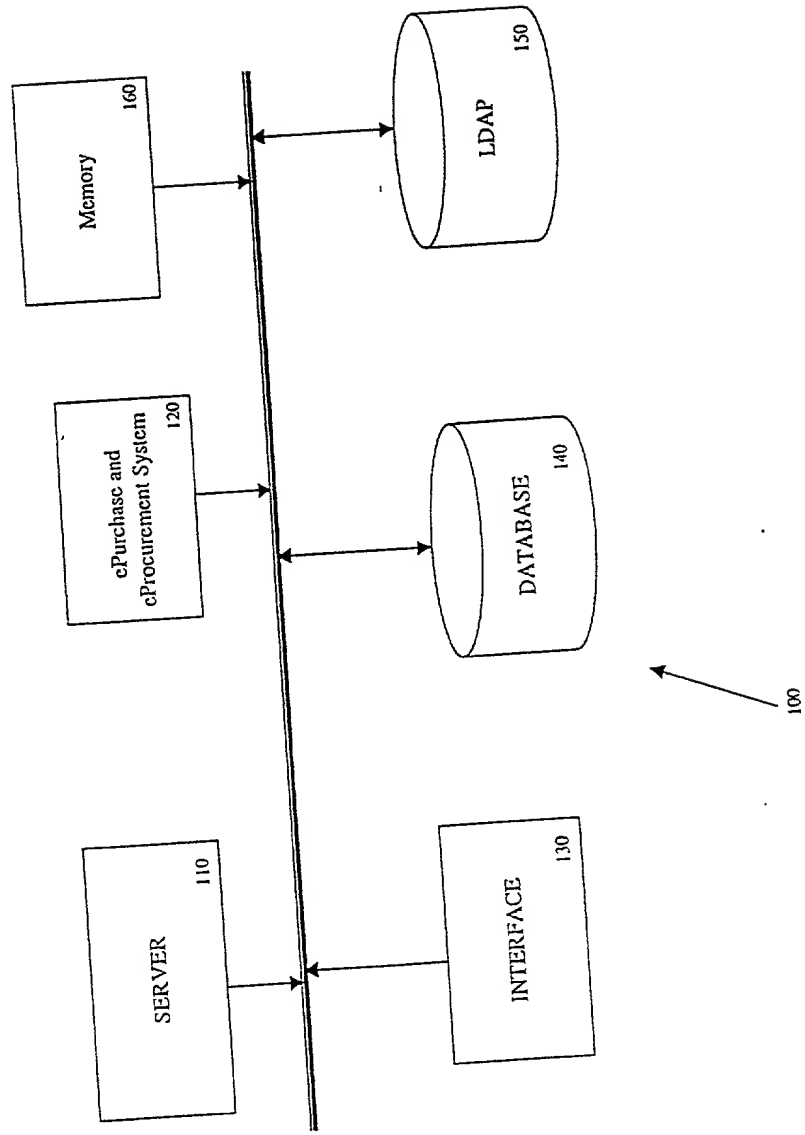 SERVER
110
ePurchase and
eProcurement System
120
Memory
160
INTERFACE
130
DATABASE
140
LDAP
150
100